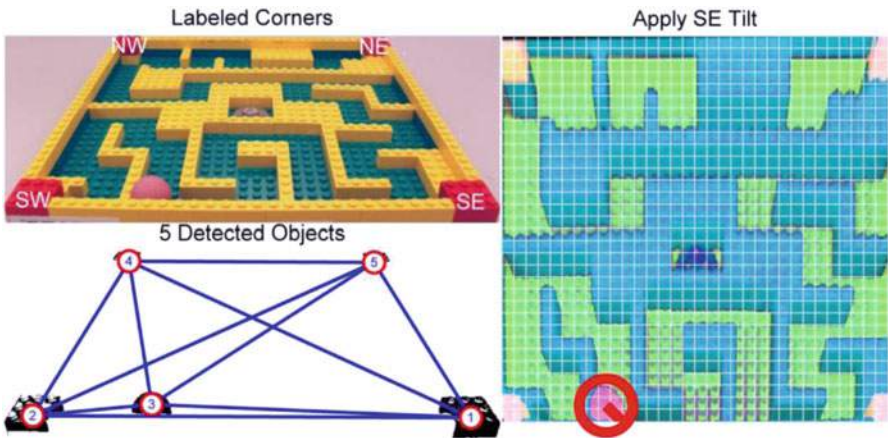 Labeled Corners
NW
NE
SW
SE
5 Detected Objects
4
5
2
3
1
Apply SE Tilt